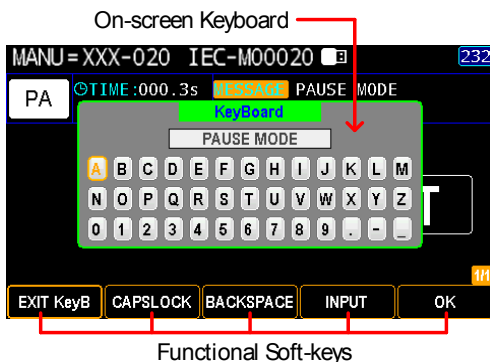 On-screen Keyboard
MANU=XXX-020 IEC-M00020 232
PA TIME:000.3s MESSAGE PAUSE MODE
KeyBoard
PAUSE MODE
A B C D E F G H I J K L M
N O P Q R S T U V W X Y Z
0 1 2 3 4 5 6 7 8 9 . - _
T
1/1
EXIT KeyB CAPSLOCK BACKSPACE INPUT OK
Functional Soft-keys